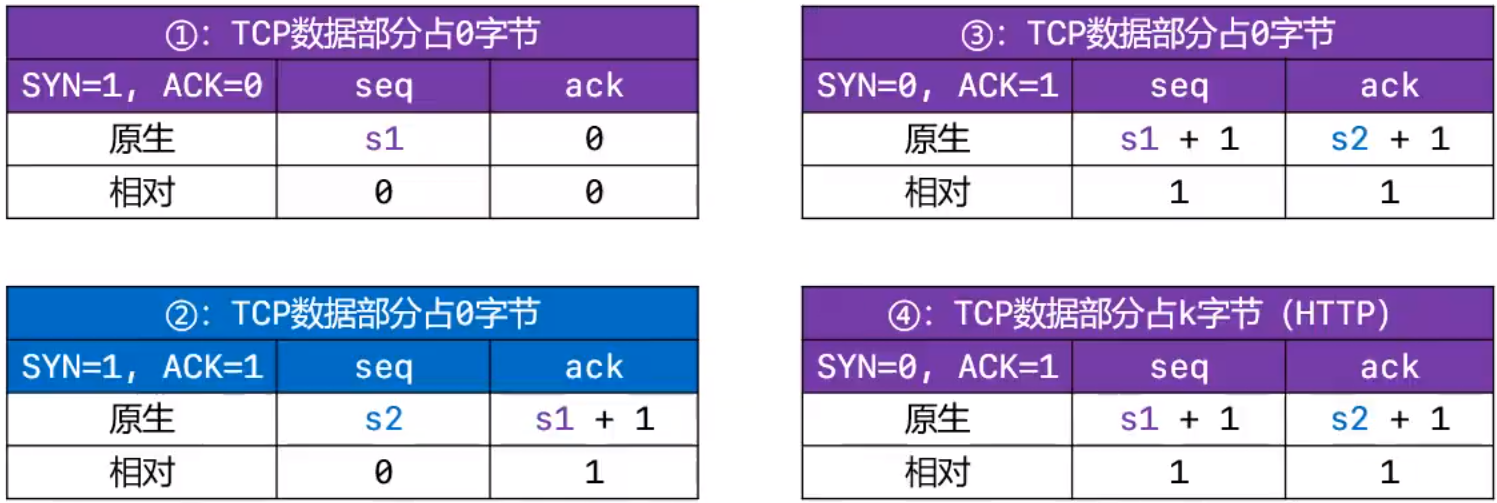 ①: TCP数据部分占0字节
SYN=1, ACK=0 seq ack
原生 s1 0
相对 0 0
②: TCP数据部分占0字节
SYN=1, ACK=1 seq ack
原生 s2 s1 + 1
相对 0 1
③: TCP数据部分占0字节
SYN=0, ACK=1 seq ack
原生 s1 + 1 s2 + 1
相对 1 1
④: TCP数据部分占k字节（HTTP）
SYN=0, ACK=1 seq ack
原生 s1 + 1 s2 + 1
相对 1 1